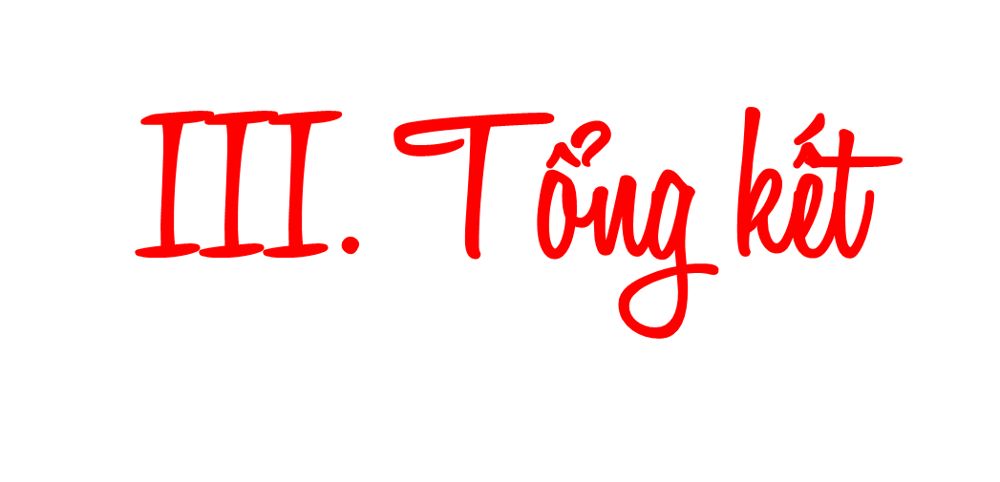 III. Tổng kết